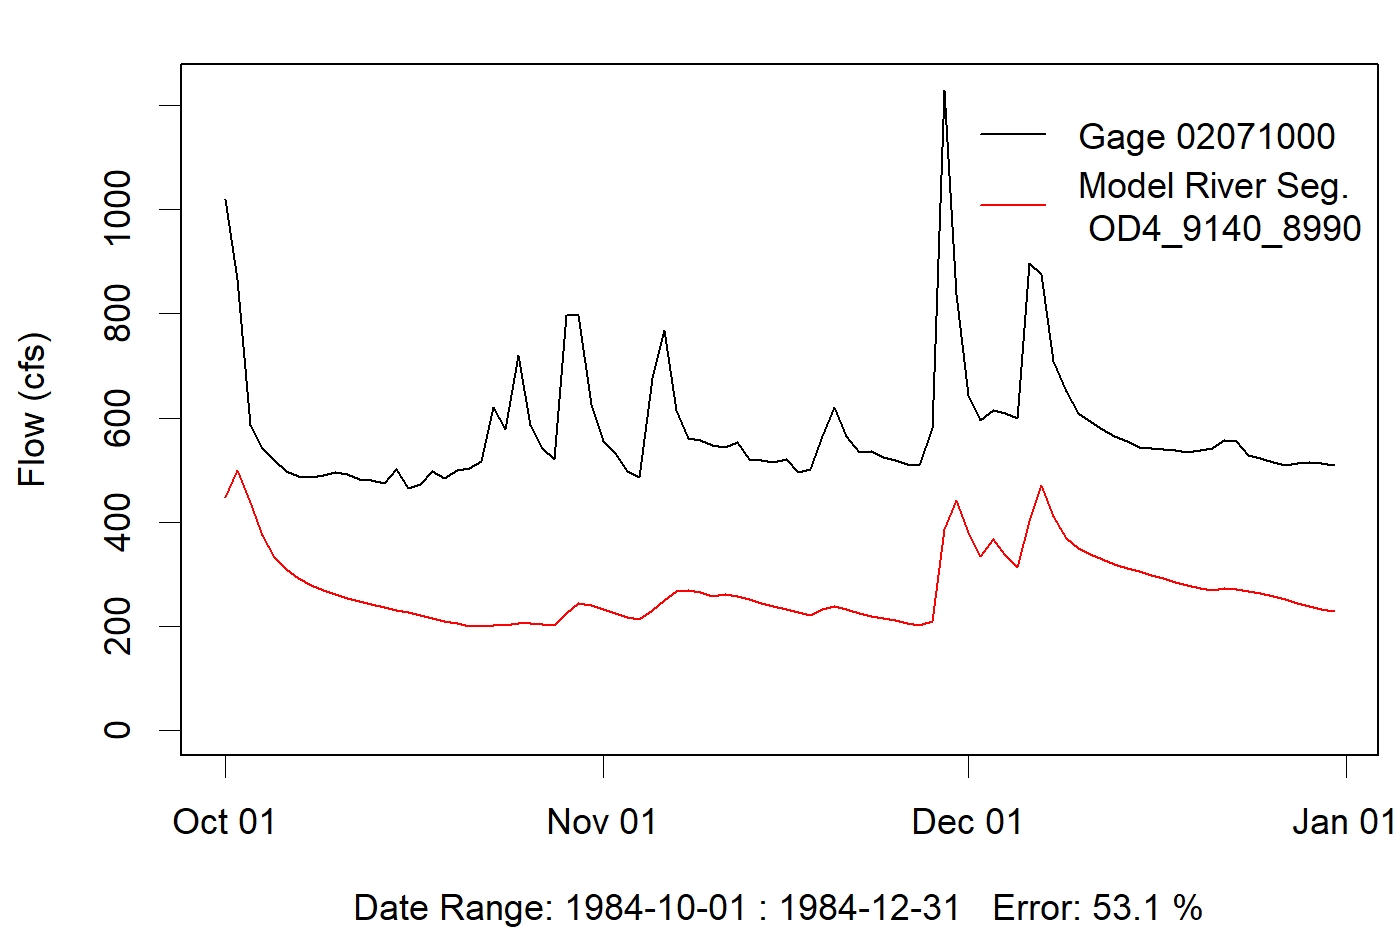 Gage 02071000
Model River Seg.
OD4_9140_8990
Flow (cfs)
1000
800
600
400
200
0
Oct 01
Nov 01
Dec 01
Jan 01
Date Range: 1984-10-01 : 1984-12-31 Error: 53.1 %